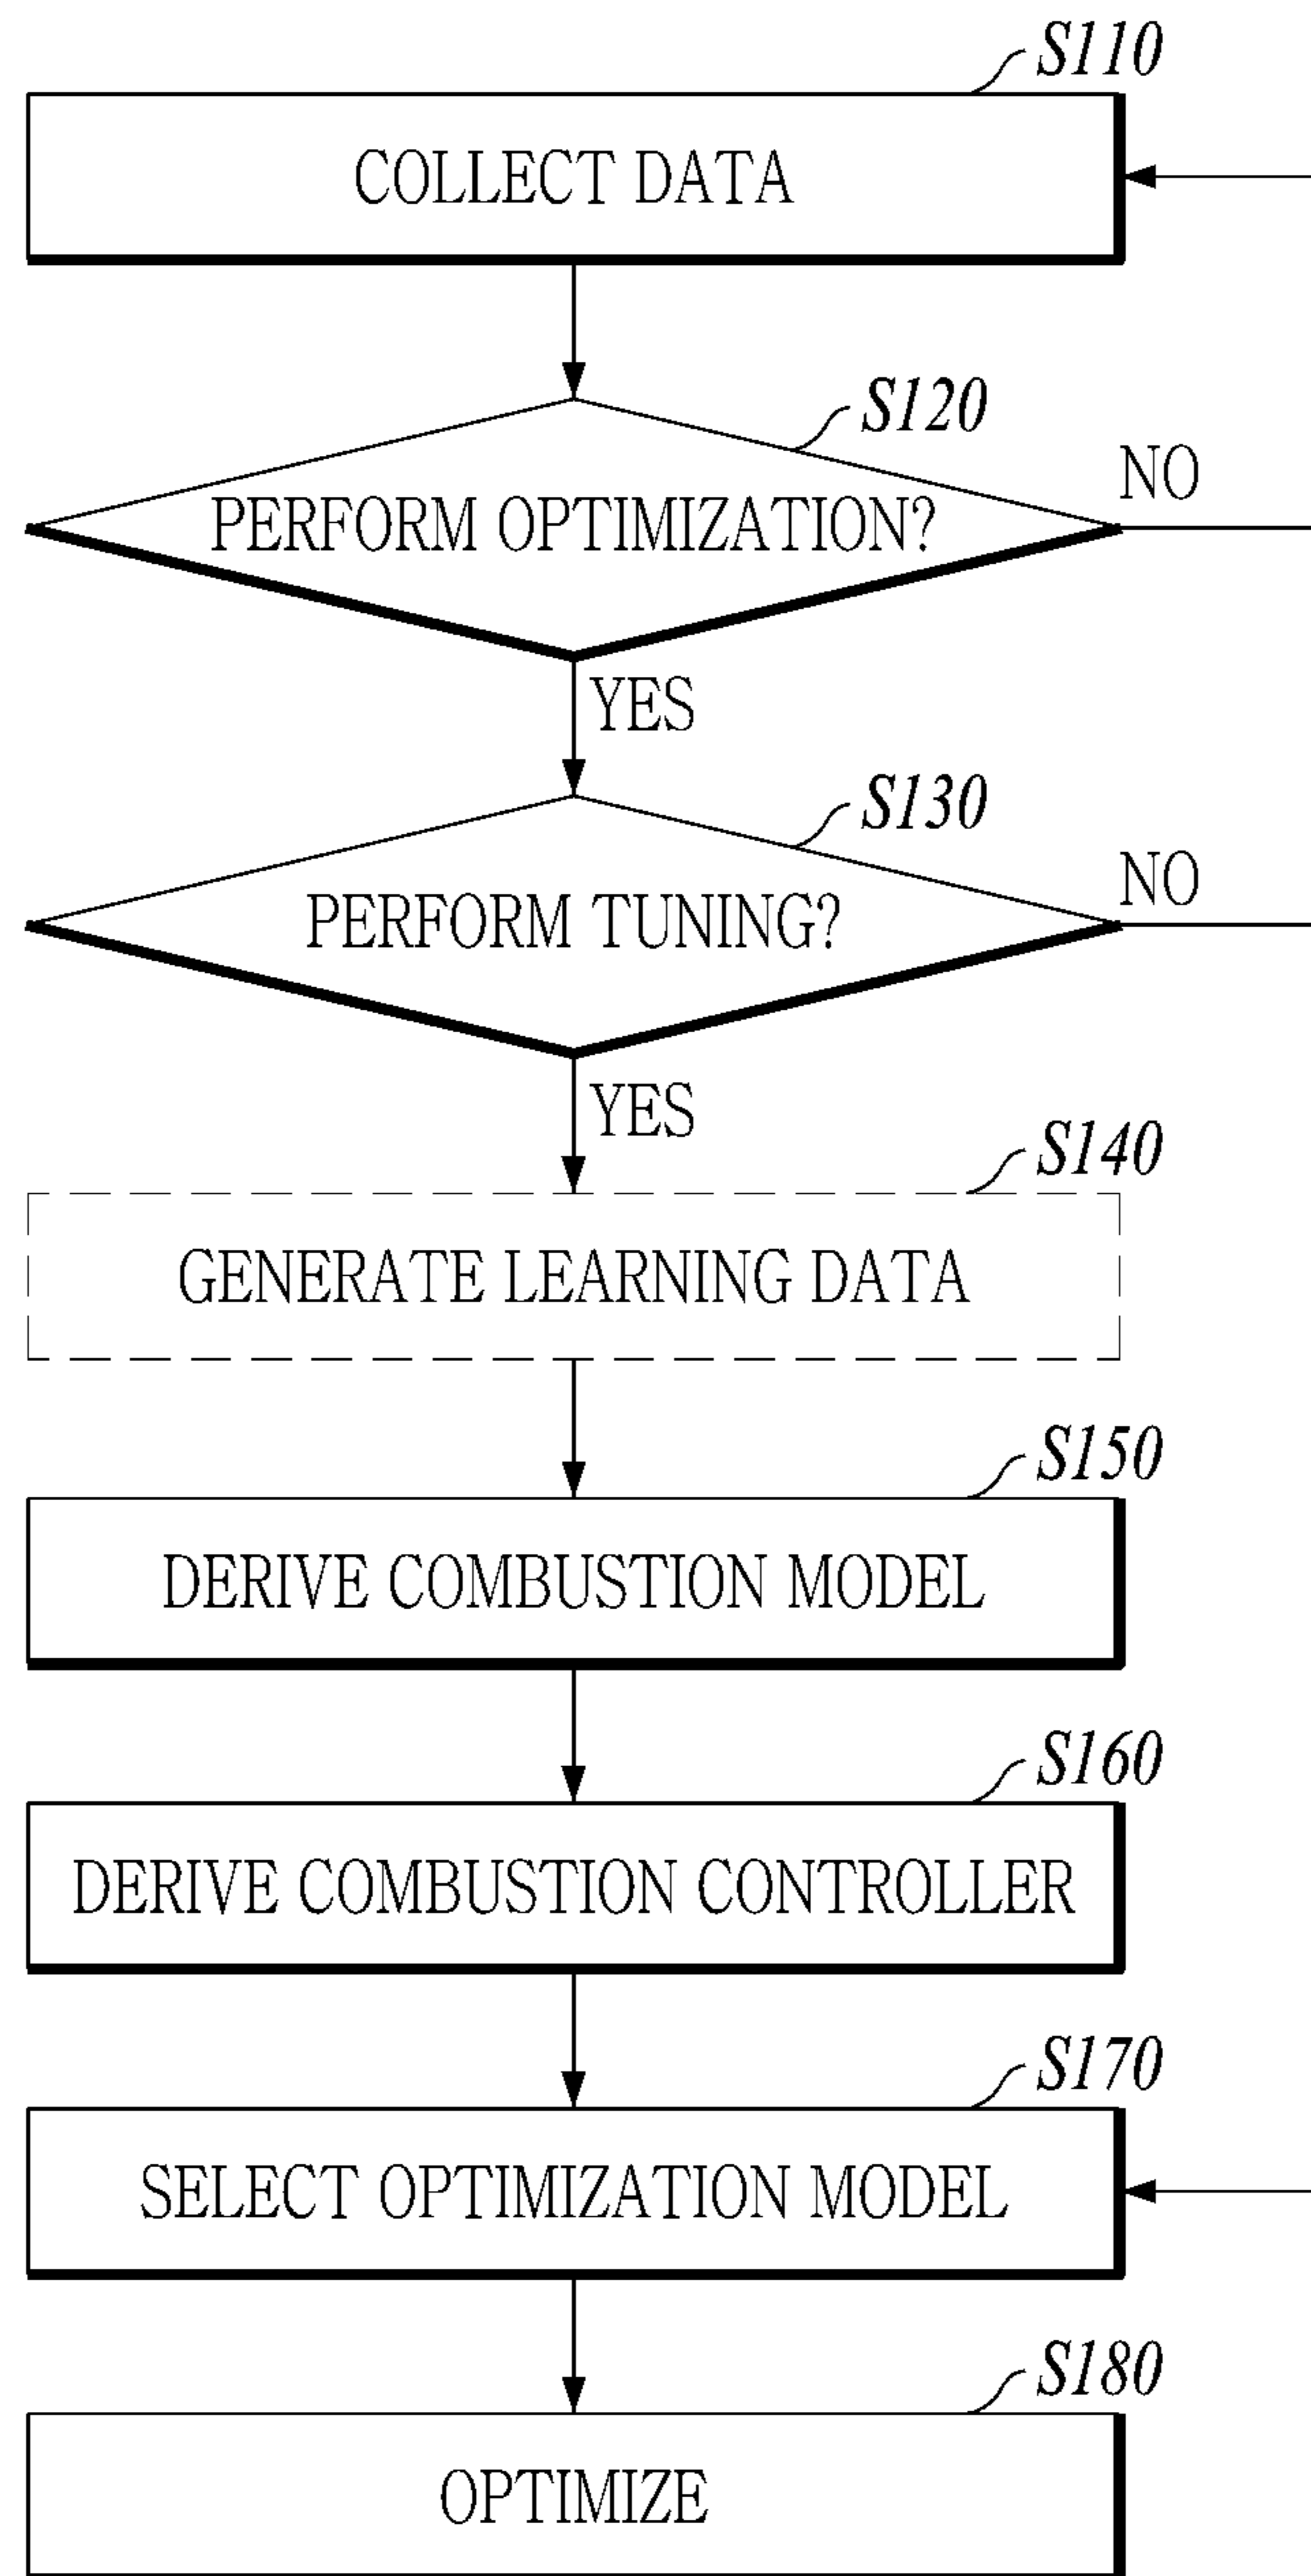 S110
COLLECT DATA
S120
PERFORM OPTIMIZATION?
NO
YES
S130
PERFORM TUNING?
NO
YES
S140
GENERATE LEARNING DATA
S150
DERIVE COMBUSTION MODEL
S160
DERIVE COMBUSTION CONTROLLER
S170
SELECT OPTIMIZATION MODEL
S180
OPTIMIZE